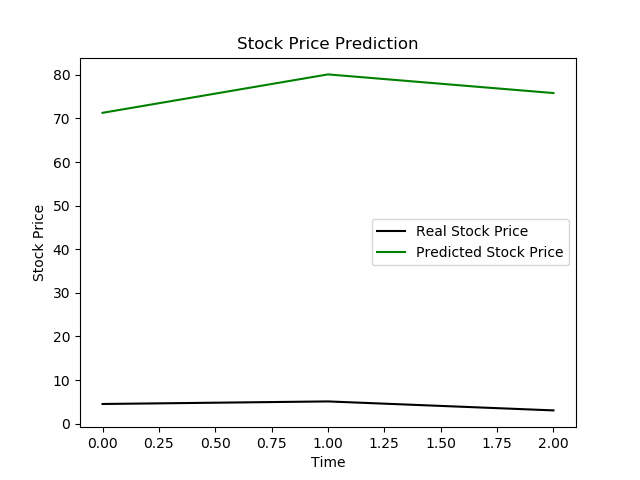 Stock Price Prediction
80
70
60
50
40
30
20
10
0
Stock Price
Real Stock Price
Predicted Stock Price
0.00 0.25 0.50 0.75 1.00 1.25 1.50 1.75 2.00
Time